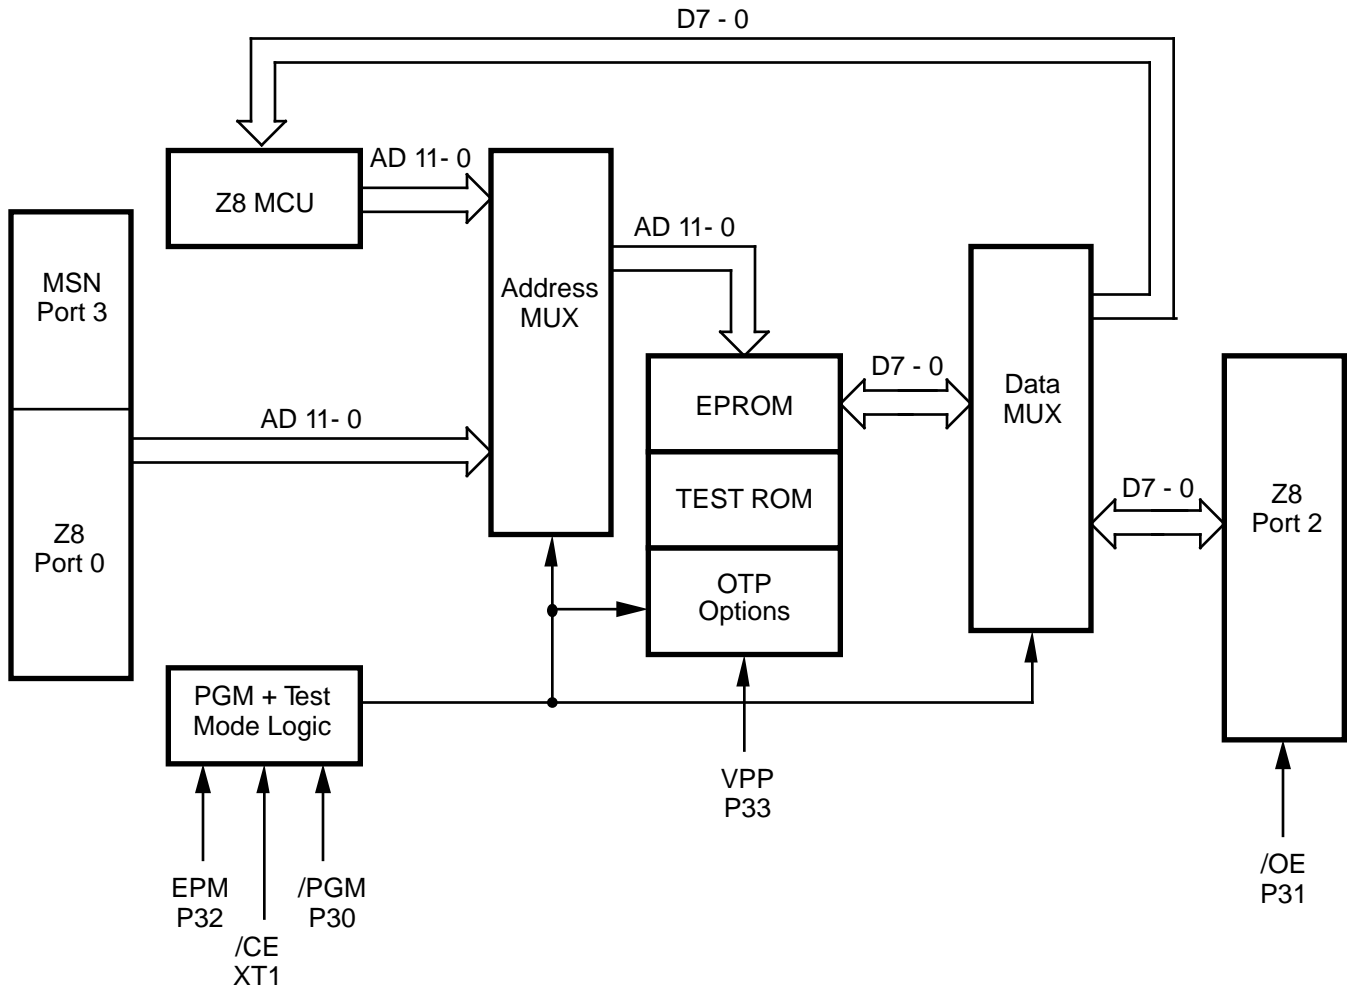 D7 - 0
AD 11- 0
Z8 MCU
AD 11- 0
MSN
Port 3
Address
MUX
D7 - 0
Data
MUX
EPROM
AD 11- 0
D7 - 0
TEST ROM
Z8
Port 2
Z8
Port 0
OTP
Options
PGM + Test
Mode Logic
VPP
P33
EPM
P32
/PGM
P30
/OE
P31
/CE
XT1